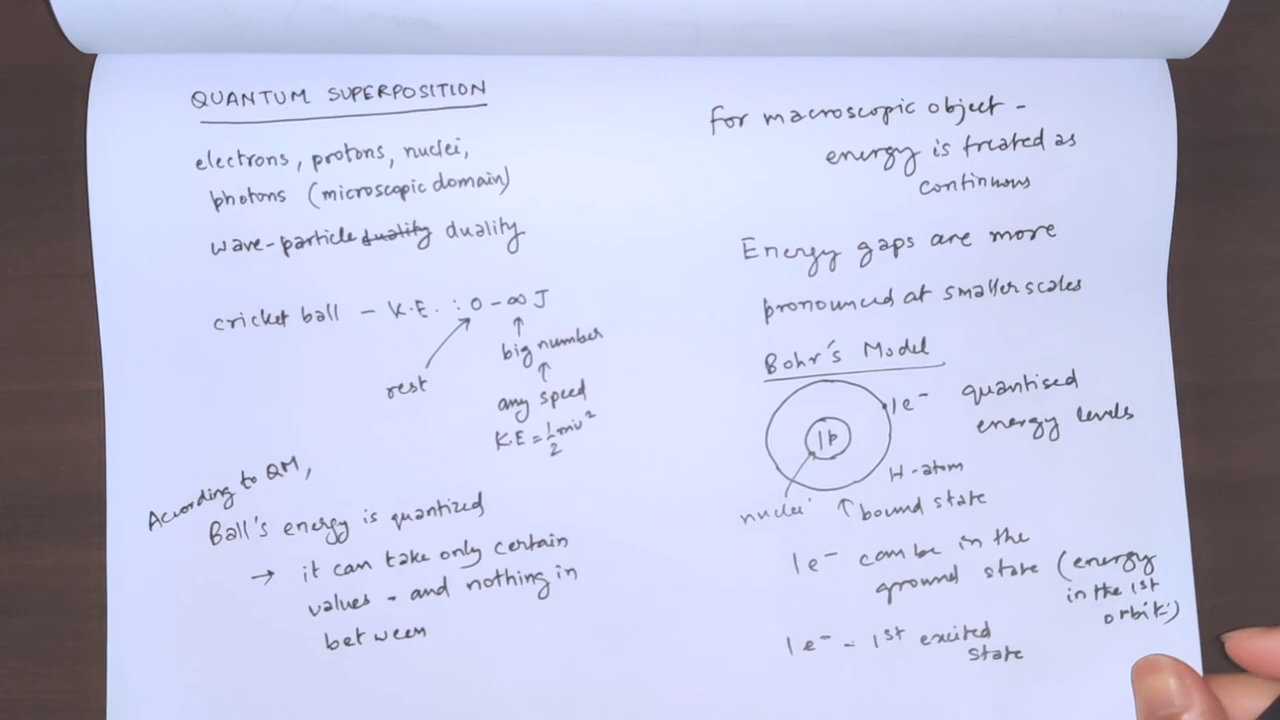 QUANTUM SUPERPOSITION
electrons, protons, nuclei,
photons (microscopic domain)
wave-particle duality duality
cricket ball - K.E. : 0 - ∞ J
rest
big number
any speed
K.E = 1/2 mv²
According to QM,
Ball's energy is quantized
→ it can take only certain
values - and nothing in
between
For macroscopic object -
energy is treated as
continuous
Energy gaps are more
pronounced at smaller scales
Bohr's Model
1e⁻ quantised
energy levels
1p
H-atom
nuclei ↑ bound state
1e⁻ can be in the
ground state (energy
in the 1st
orbit)
1e⁻ - 1st excited
state